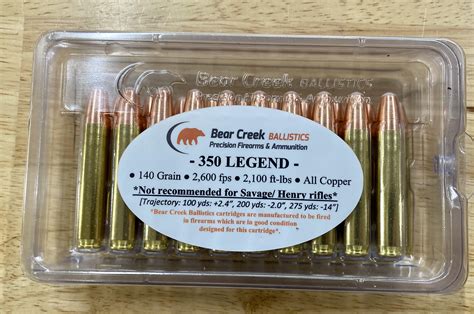 Bear Creek BALLISTICS
Precision Firearms & Ammunition
Bear Creek BALLISTICS
Precision Firearms & Ammunition
- 350 LEGEND -
• 140 Grain • 2,600 fps • 2,100 ft-lbs • All Copper
*Not recommended for Savage/ Henry rifles*
[Trajectory: 100 yds: +2.4", 200 yds: -2.0", 275 yds: -14"]
*Bear Creek Ballistics cartridges are manufactured to be fired
in firearms which are in good condition
designed for this cartridge*.